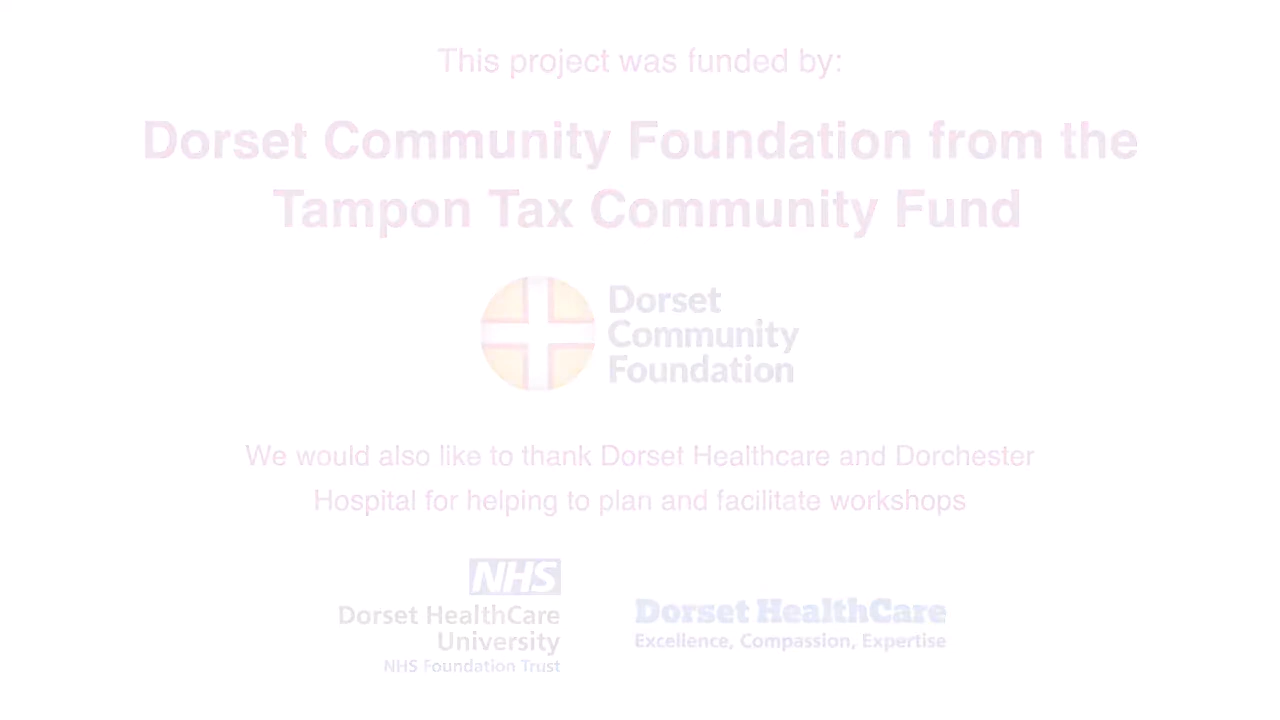 This project was funded by:
Dorset Community Foundation from the
Tampon Tax Community Fund
Dorset
Community
Foundation
We would also like to thank Dorset Healthcare and Dorchester
Hospital for helping to plan and facilitate workshops
NHS
Dorset HealthCare
University
NHS Foundation Trust
Dorset HealthCare
Excellence, Compassion, Expertise